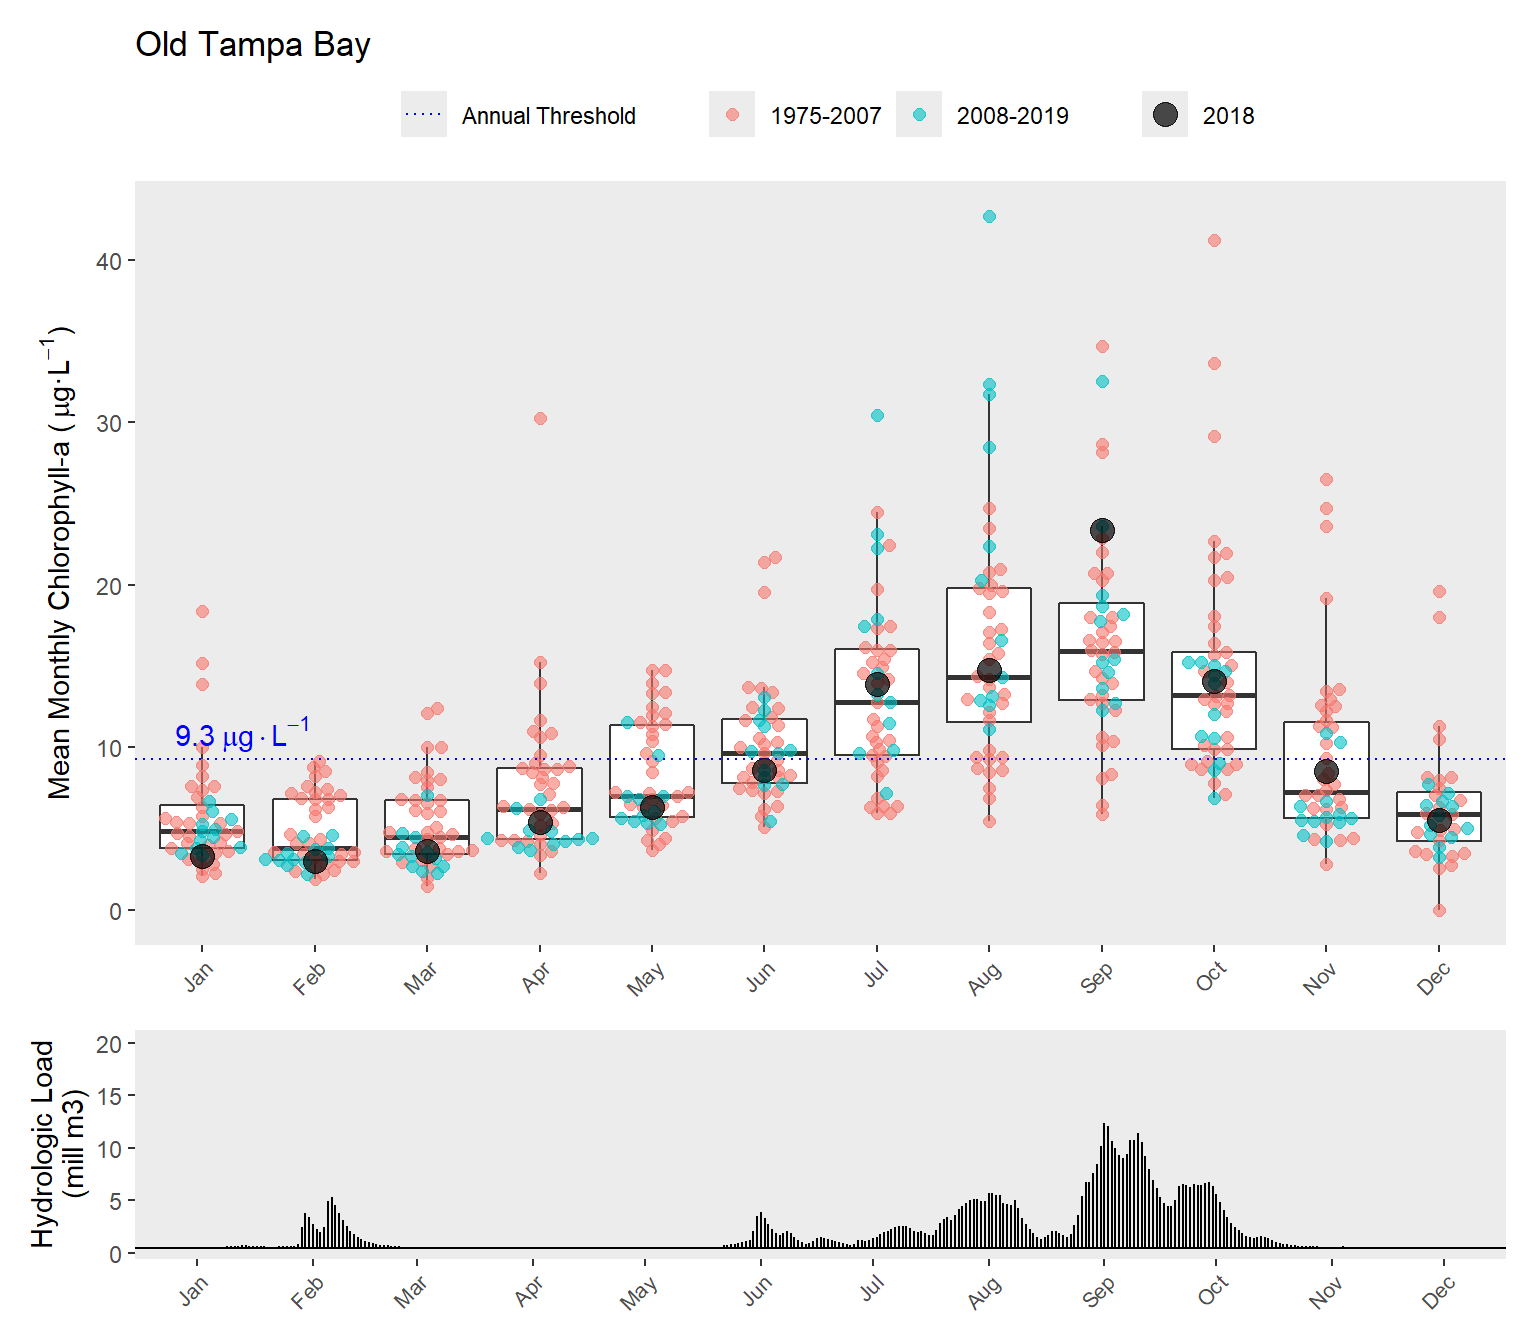 Old Tampa Bay
Annual Threshold
1975-2007
2008-2019
2018
Mean Monthly Chlorophyll-a ( μg·L⁻¹)
40
30
20
10
0
9.3 μg·L⁻¹
Jan Feb Mar Apr May Jun Jul Aug Sep Oct Nov Dec
Hydrologic Load
(mill m3)
20
15
10
5
0
Jan Feb Mar Apr May Jun Jul Aug Sep Oct Nov Dec